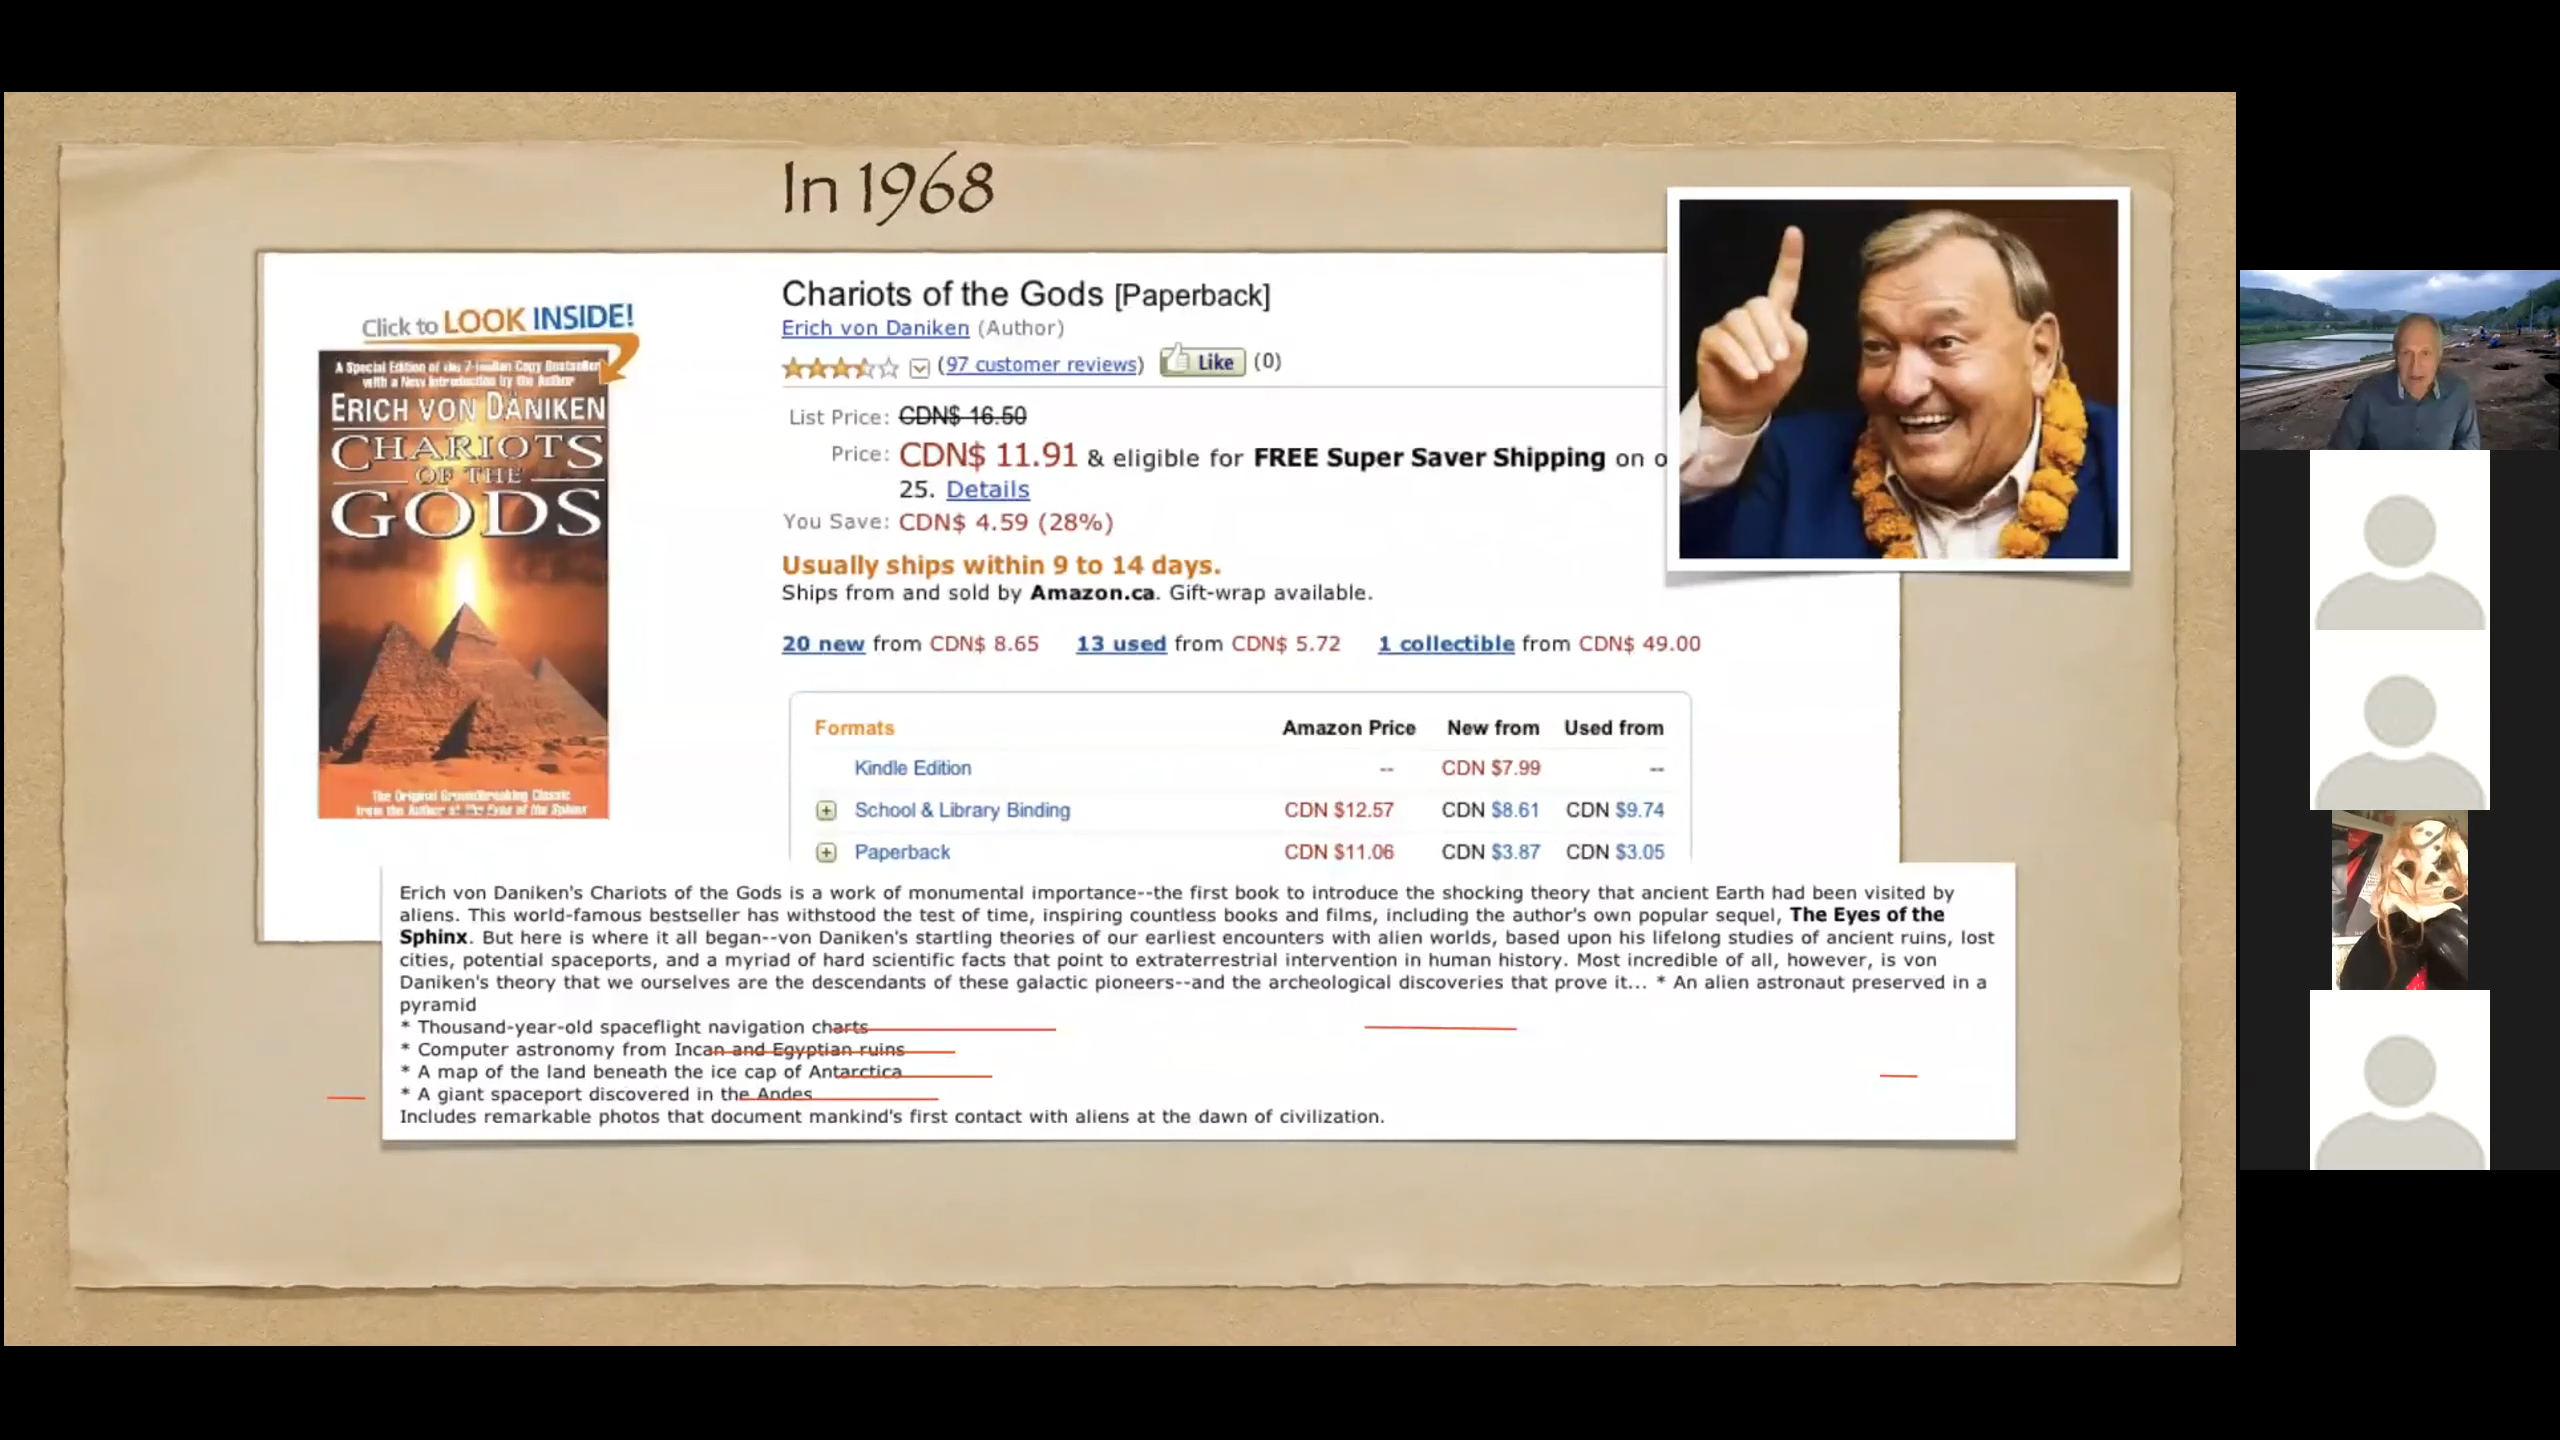 In 1968
Click to LOOK INSIDE!
A Special Edition of the 7-Million Copy Bestseller
with a New Introduction by the Author
ERICH VON DÄNIKEN
CHARIOTS
OF THE
GODS
The Original Groundbreaking Classic
from the Author of The Eyes of the Sphinx
Chariots of the Gods [Paperback]
Erich von Daniken (Author)
(97 customer reviews) Like (0)
List Price: CDN$ 16.50
Price: CDN$ 11.91 & eligible for FREE Super Saver Shipping on o
25. Details
You Save: CDN$ 4.59 (28%)
Usually ships within 9 to 14 days.
Ships from and sold by Amazon.ca. Gift-wrap available.
20 new from CDN$ 8.65 13 used from CDN$ 5.72 1 collectible from CDN$ 49.00
Formats Amazon Price New from Used from
Kindle Edition -- CDN $7.99 --
School & Library Binding CDN $12.57 CDN $8.61 CDN $9.74
Paperback CDN $11.06 CDN $3.87 CDN $3.05
Erich von Daniken's Chariots of the Gods is a work of monumental importance--the first book to introduce the shocking theory that ancient Earth had been visited by
aliens. This world-famous bestseller has withstood the test of time, inspiring countless books and films, including the author's own popular sequel, The Eyes of the
Sphinx. But here is where it all began--von Daniken's startling theories of our earliest encounters with alien worlds, based upon his lifelong studies of ancient ruins, lost
cities, potential spaceports, and a myriad of hard scientific facts that point to extraterrestrial intervention in human history. Most incredible of all, however, is von
Daniken's theory that we ourselves are the descendants of these galactic pioneers--and the archeological discoveries that prove it... * An alien astronaut preserved in a
pyramid
* Thousand-year-old spaceflight navigation charts
* Computer astronomy from Incan and Egyptian ruins
* A map of the land beneath the ice cap of Antarctica
* A giant spaceport discovered in the Andes
Includes remarkable photos that document mankind's first contact with aliens at the dawn of civilization.